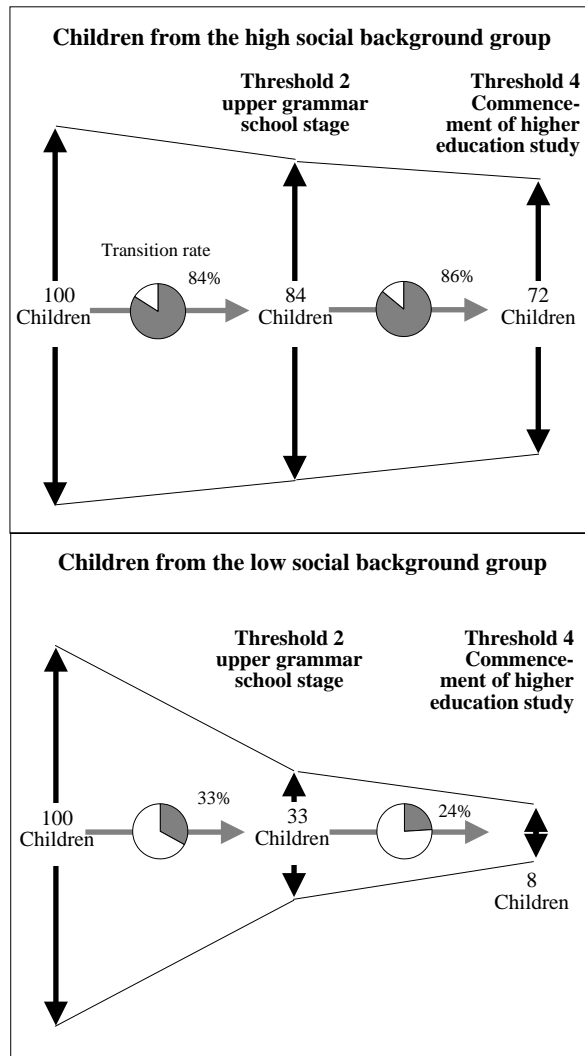 Children from the high social background group
Threshold 2
upper grammar
school stage
Threshold 4
Commence-
ment of higher
education study
Transition rate
84%
86%
100
Children
84
Children
72
Children
Children from the low social background group
Threshold 2
upper grammar
school stage
Threshold 4
Commence-
ment of higher
education study
33%
24%
100
Children
33
Children
8
Children